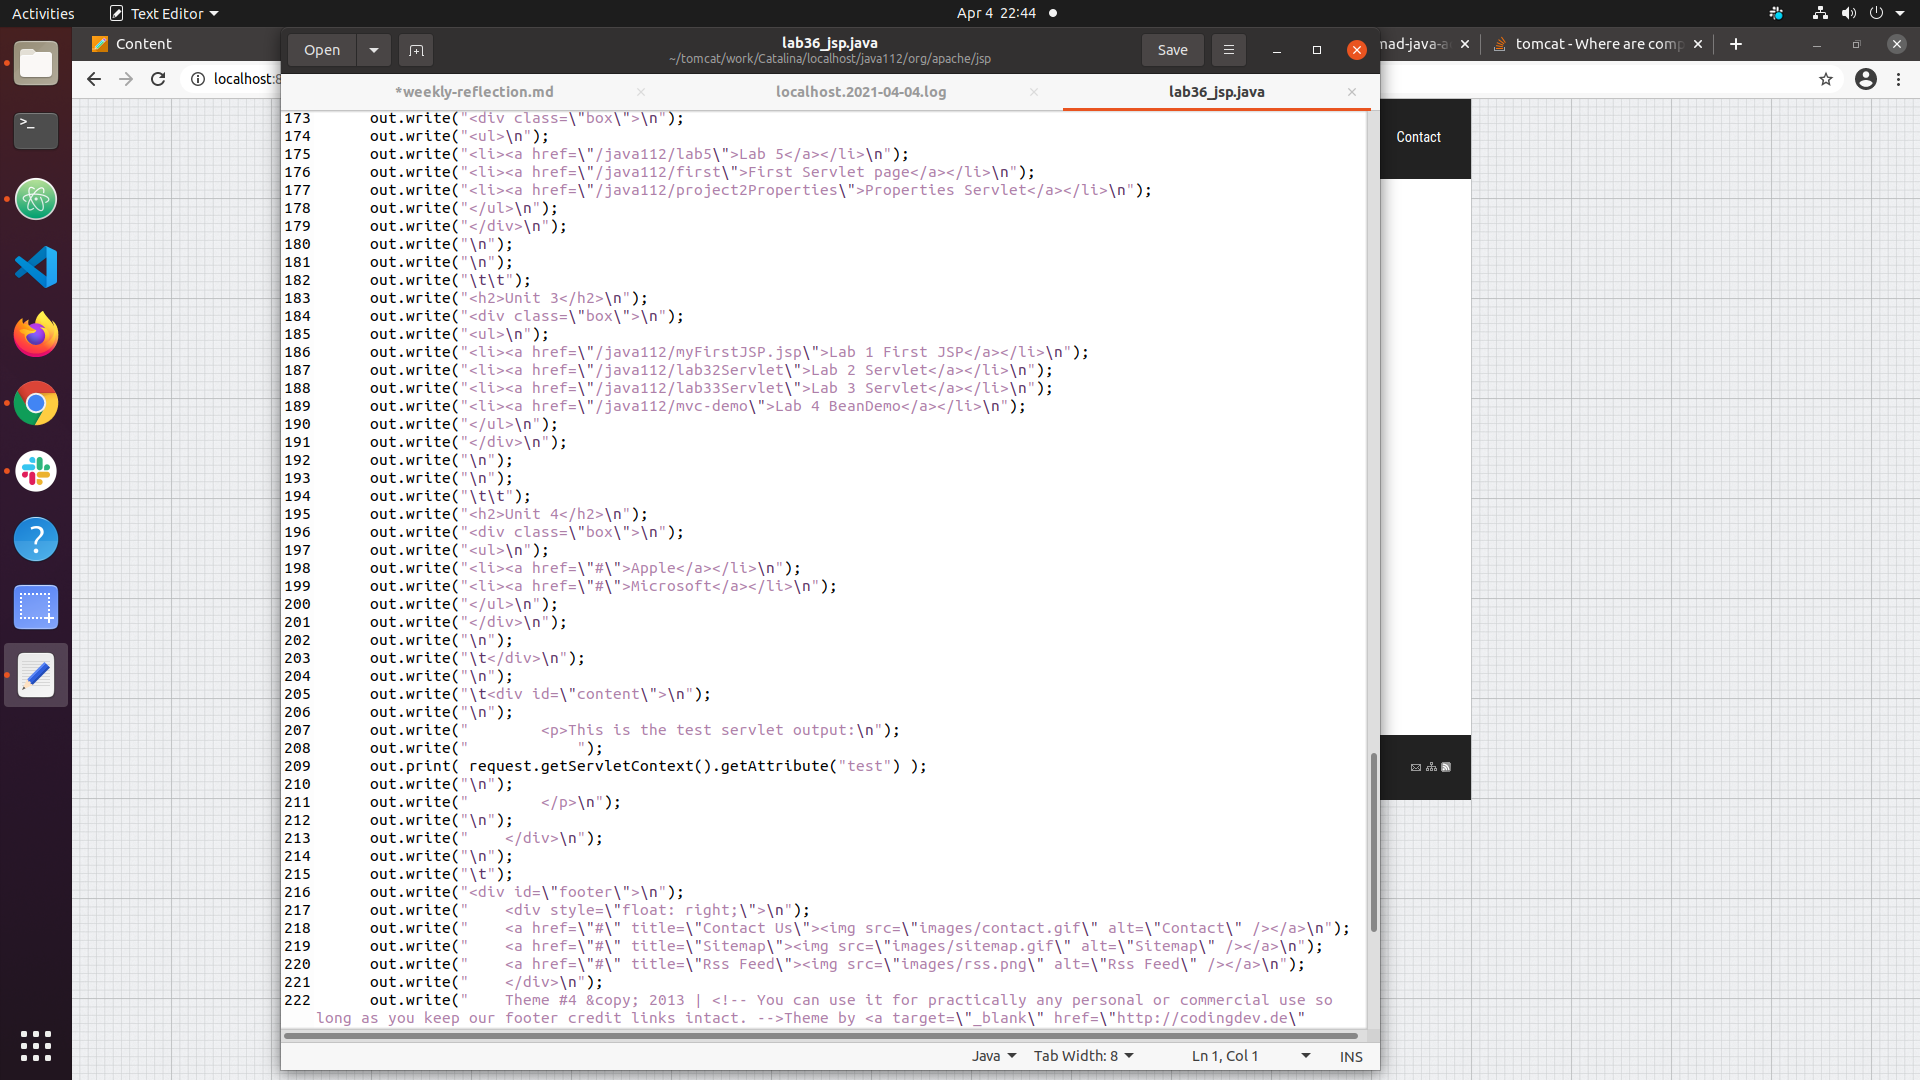 Activities
Text Editor
Apr 4 22:44
Content
localhost:8
Open
lab36_jsp.java
~/tomcat/work/Catalina/localhost/java112/org/apache/jsp
Save
mad-java-a
tomcat - Where are comp
*weekly-reflection.md
localhost.2021-04-04.log
lab36_jsp.java
Contact
173 out.write("<div class=\"box\">\n");
174 out.write("<ul>\n");
175 out.write("<li><a href=\"/java112/lab5\">Lab 5</a></li>\n");
176 out.write("<li><a href=\"/java112/first\">First Servlet page</a></li>\n");
177 out.write("<li><a href=\"/java112/project2Properties\">Properties Servlet</a></li>\n");
178 out.write("</ul>\n");
179 out.write("</div>\n");
180 out.write("\n");
181 out.write("\n");
182 out.write("\t\t");
183 out.write("<h2>Unit 3</h2>\n");
184 out.write("<div class=\"box\">\n");
185 out.write("<ul>\n");
186 out.write("<li><a href=\"/java112/myFirstJSP.jsp\">Lab 1 First JSP</a></li>\n");
187 out.write("<li><a href=\"/java112/lab32Servlet\">Lab 2 Servlet</a></li>\n");
188 out.write("<li><a href=\"/java112/lab33Servlet\">Lab 3 Servlet</a></li>\n");
189 out.write("<li><a href=\"/java112/mvc-demo\">Lab 4 BeanDemo</a></li>\n");
190 out.write("</ul>\n");
191 out.write("</div>\n");
192 out.write("\n");
193 out.write("\n");
194 out.write("\t\t");
195 out.write("<h2>Unit 4</h2>\n");
196 out.write("<div class=\"box\">\n");
197 out.write("<ul>\n");
198 out.write("<li><a href=\"#\">Apple</a></li>\n");
199 out.write("<li><a href=\"#\">Microsoft</a></li>\n");
200 out.write("</ul>\n");
201 out.write("</div>\n");
202 out.write("\n");
203 out.write("\t</div>\n");
204 out.write("\n");
205 out.write("\t<div id=\"content\">\n");
206 out.write("\n");
207 out.write("        <p>This is the test servlet output:\n");
208 out.write("            ");
209 out.print( request.getServletContext().getAttribute("test") );
210 out.write("\n");
211 out.write("        </p>\n");
212 out.write("\n");
213 out.write("    </div>\n");
214 out.write("\n");
215 out.write("\t");
216 out.write("<div id=\"footer\">\n");
217 out.write("    <div style=\"float: right;\">\n");
218 out.write("    <a href=\"#\" title=\"Contact Us\"><img src=\"images/contact.gif\" alt=\"Contact\" /></a>\n");
219 out.write("    <a href=\"#\" title=\"Sitemap\"><img src=\"images/sitemap.gif\" alt=\"Sitemap\" /></a>\n");
220 out.write("    <a href=\"#\" title=\"Rss Feed\"><img src=\"images/rss.png\" alt=\"Rss Feed\" /></a>\n");
221 out.write("    </div>\n");
222 out.write("    Theme #4 &copy; 2013 | <!-- You can use it for practically any personal or commercial use so
long as you keep our footer credit links intact. -->Theme by <a target=\"_blank\" href=\"http://codingdev.de\"
Java
Tab Width: 8
Ln 1, Col 1
INS